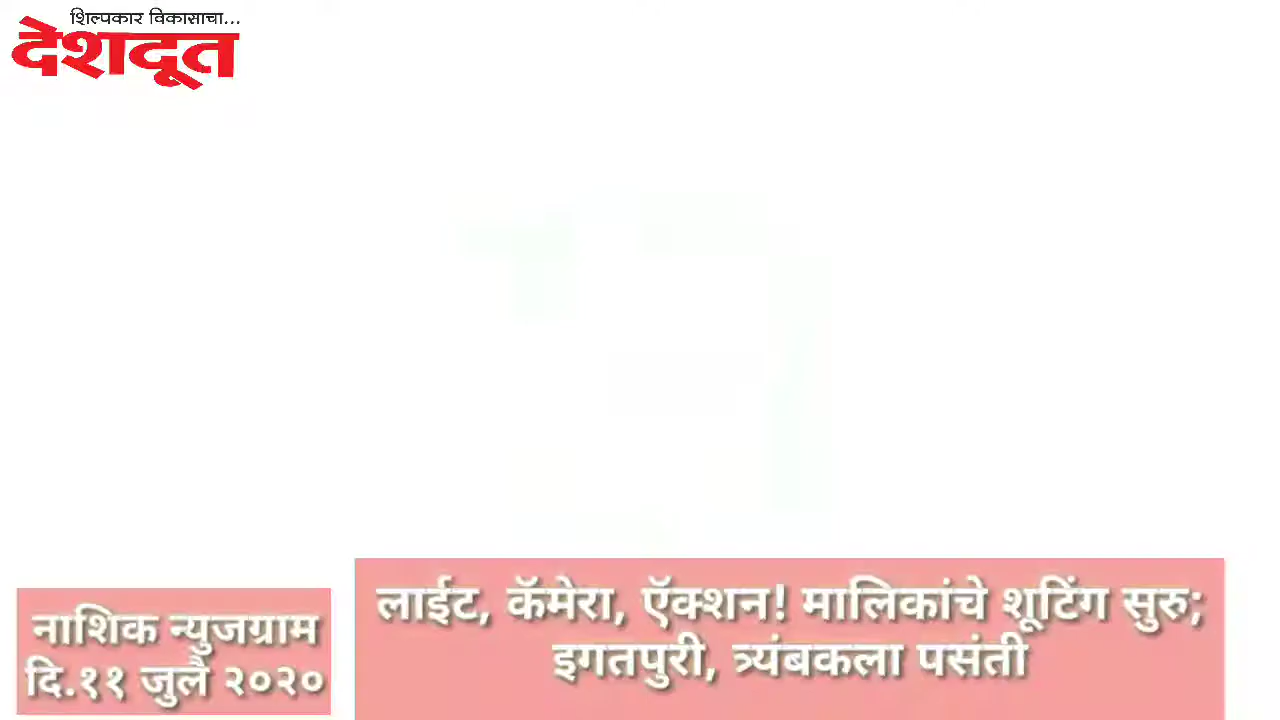 शिल्पकार विकासाचा...
देशदूत
लाईट, कॅमेरा, ऍक्शन! मालिकांचे शूटिंग सुरु;
इगतपुरी, त्र्यंबकला पसंती
नाशिक न्युजग्राम
दि.११ जुलै २०२०